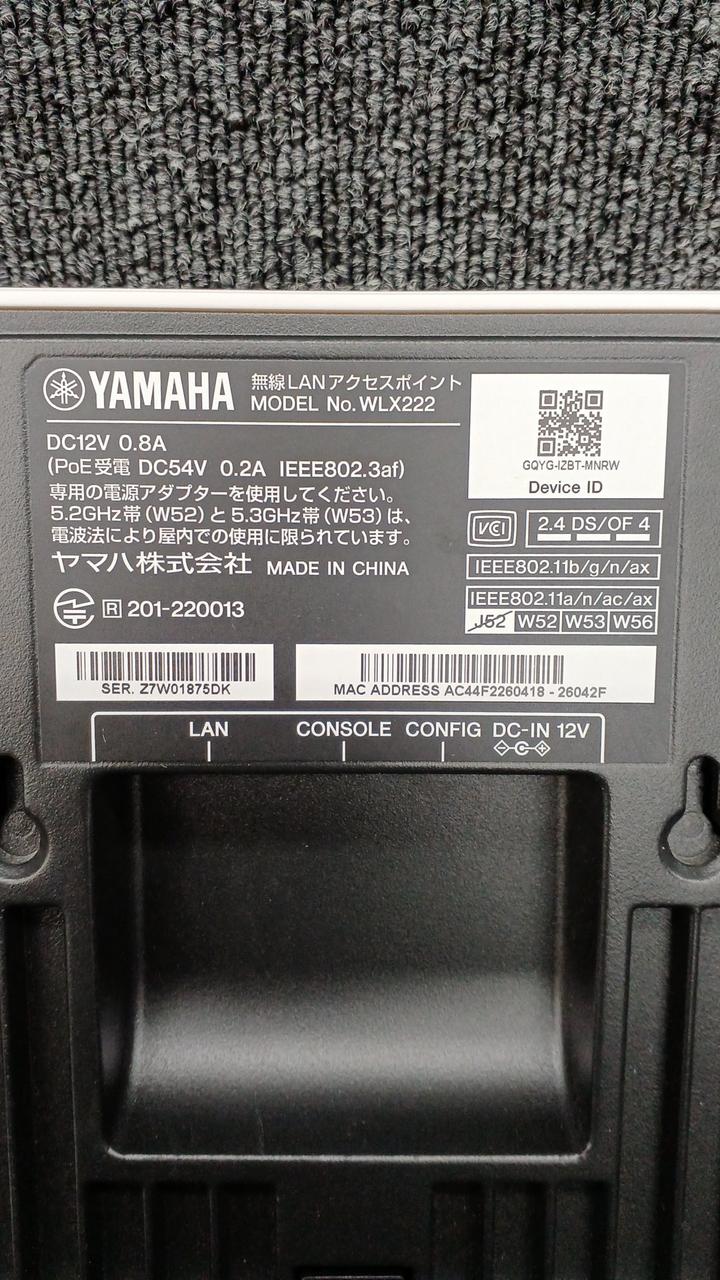 YAMAHA 無線LANアクセスポイント
MODEL No. WLX222
DC12V 0.8A
(PoE受電 DC54V 0.2A IEEE802.3af)
専用の電源アダプターを使用してください。
5.2GHz帯(W52)と5.3GHz帯(W53)は、
電波法により屋内での使用に限られています。
ヤマハ株式会社 MADE IN CHINA
R 201-220013
GQYG-IZBT-MNRW
Device ID
VCI 2.4 DS/OF 4
IEEE802.11b/g/n/ax
IEEE802.11a/n/ac/ax
J52 W52 W53 W56
SER. Z7W01875DK
MAC ADDRESS AC44F2260418 - 26042F
LAN CONSOLE CONFIG DC-IN 12V